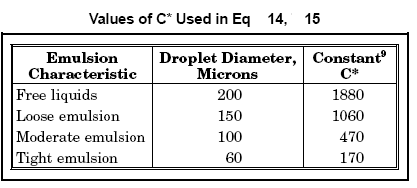 Values of C* Used in Eq 14, 15
Emulsion Characteristic Droplet Diameter, Microns Constant⁹ C*
Free liquids 200 1880
Loose emulsion 150 1060
Moderate emulsion 100 470
Tight emulsion 60 170